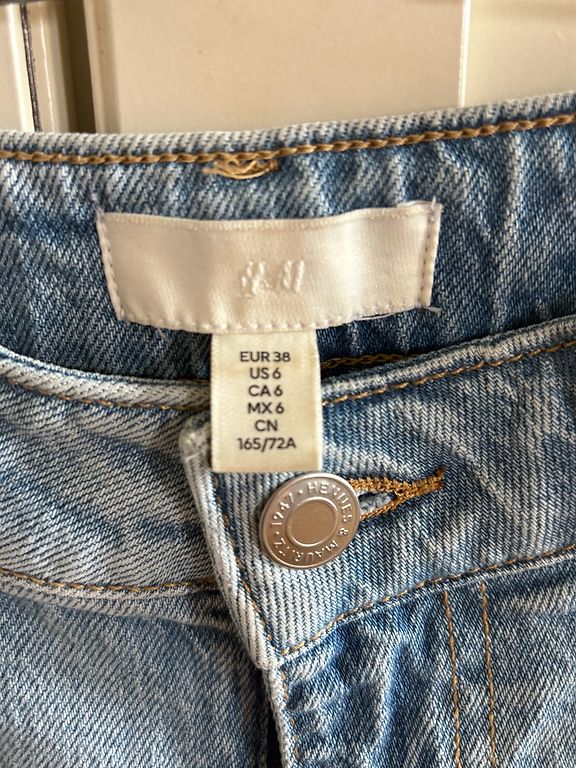 H&M
EUR 38
US 6
CA 6
MX 6
CN
165/72A
HENNES & MAURITZ · 1947 ·